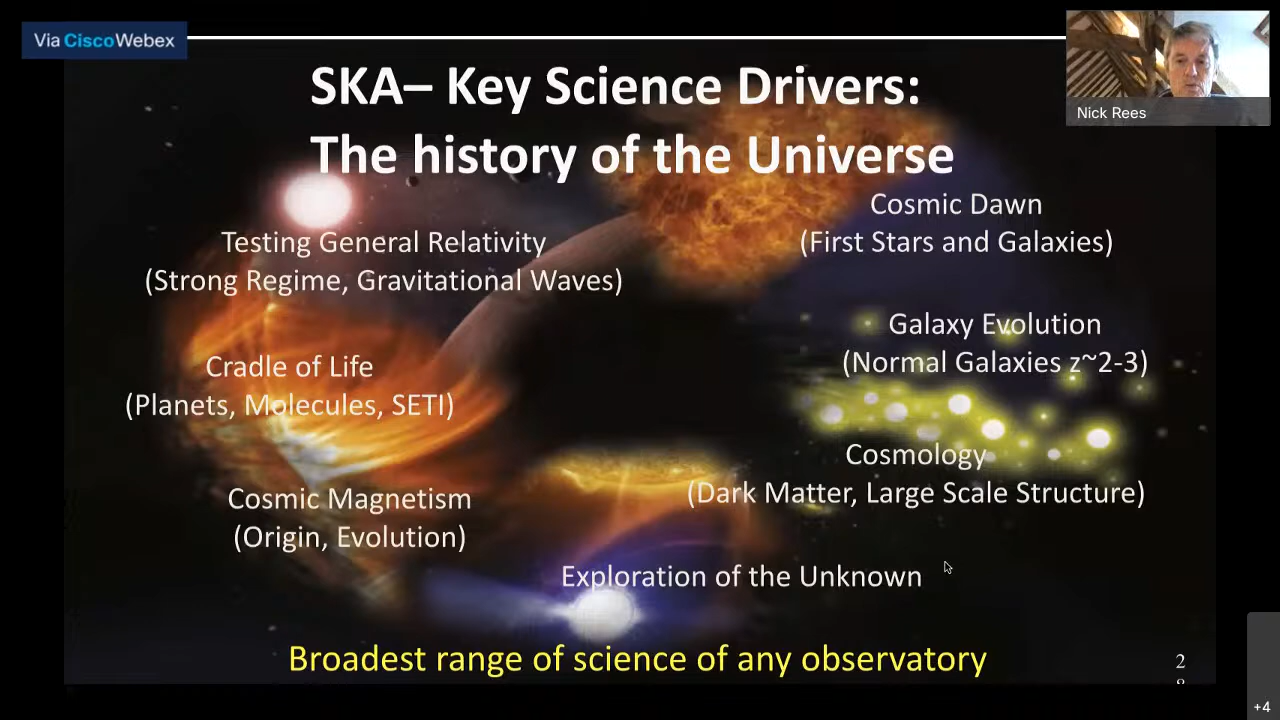 Via Cisco Webex
SKA– Key Science Drivers:
The history of the Universe
Nick Rees
Cosmic Dawn
(First Stars and Galaxies)
Testing General Relativity
(Strong Regime, Gravitational Waves)
Galaxy Evolution
(Normal Galaxies z~2-3)
Cradle of Life
(Planets, Molecules, SETI)
Cosmology
(Dark Matter, Large Scale Structure)
Cosmic Magnetism
(Origin, Evolution)
Exploration of the Unknown
Broadest range of science of any observatory
2
+4